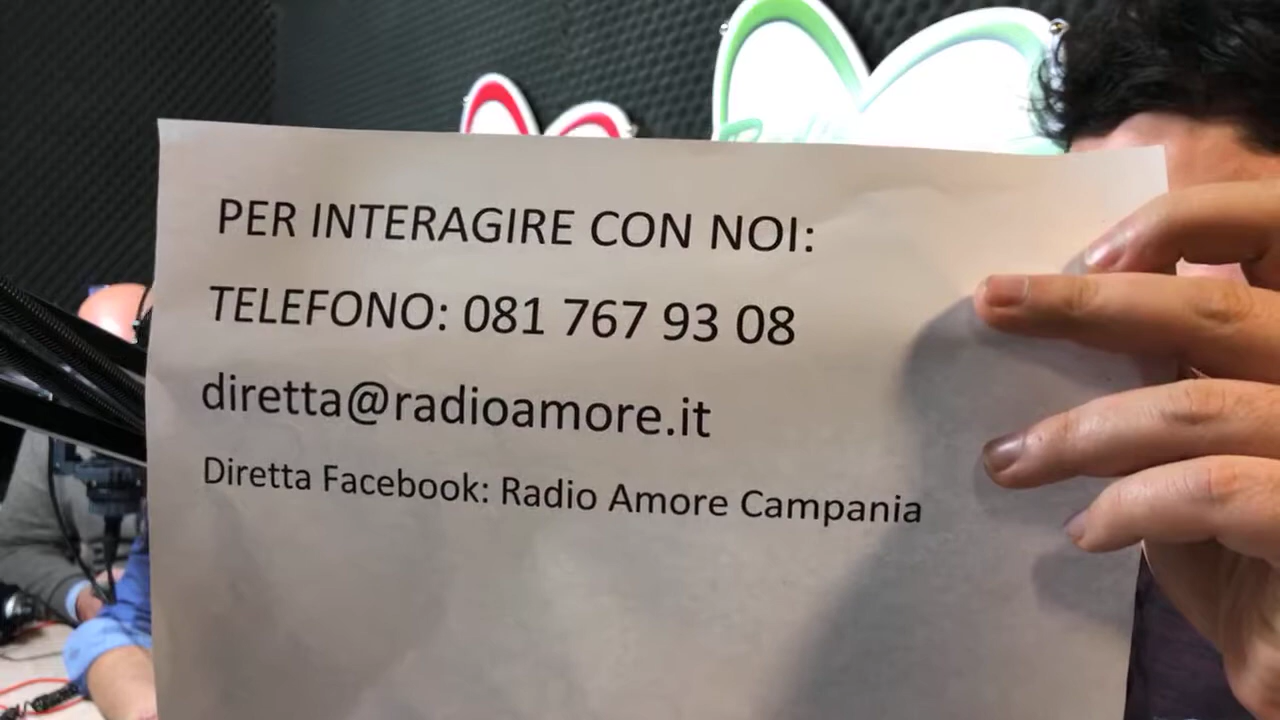 PER INTERAGIRE CON NOI:
TELEFONO: 081 767 93 08
diretta@radioamore.it
Diretta Facebook: Radio Amore Campania